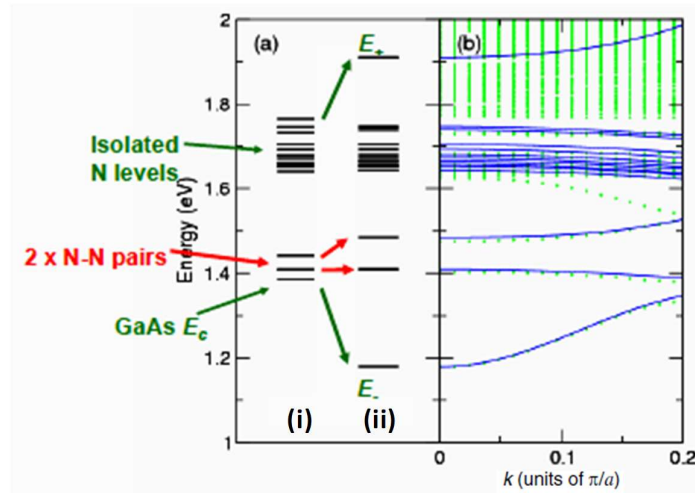 2
(a)
E₊
(b)
1.8
Isolated
N levels
Energy (eV)
1.6
2 x N-N pairs
1.4
GaAs E꜀
1.2
E₋
(i)
(ii)
1
0
0.1
0.2
k (units of π/a)